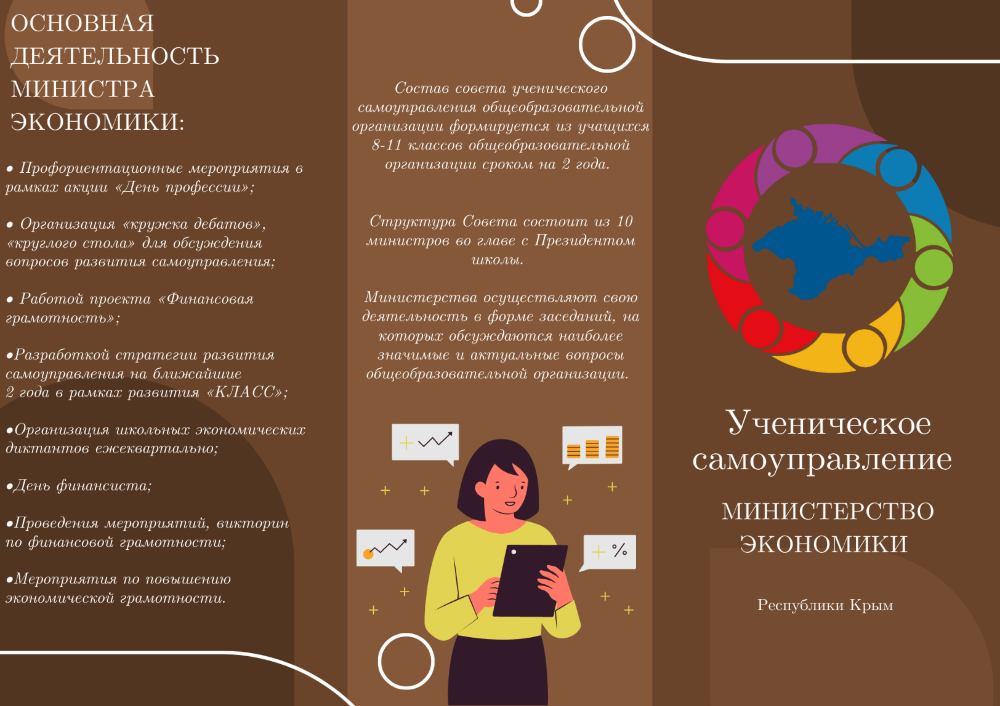 ОСНОВНАЯ
ДЕЯТЕЛЬНОСТЬ
МИНИСТРА
ЭКОНОМИКИ:
● Профориентационные мероприятия в
рамках акции «День профессии»;
● Организация «кружка дебатов»,
«круглого стола» для обсуждения
вопросов развития самоуправления;
● Работой проекта «Финансовая
грамотность»;
●Разработкой стратегии развития
самоуправления на ближайшие
2 года в рамках развития «КЛАСС»;
●Организация школьных экономических
диктантов ежеквартально;
●День финансиста;
●Проведения мероприятий, викторин
по финансовой грамотности;
●Мероприятия по повышению
экономической грамотности.
Состав совета ученического
самоуправления общеобразовательной
организации формируется из учащихся
8-11 классов общеобразовательной
организации сроком на 2 года.
Структура Совета состоит из 10
министров во главе с Президентом
школы.
Министерства осуществляют свою
деятельность в форме заседаний, на
которых обсуждаются наиболее
значимые и актуальные вопросы
общеобразовательной организации.
%
Ученическое
самоуправление
МИНИСТЕРСТВО
ЭКОНОМИКИ
Республики Крым